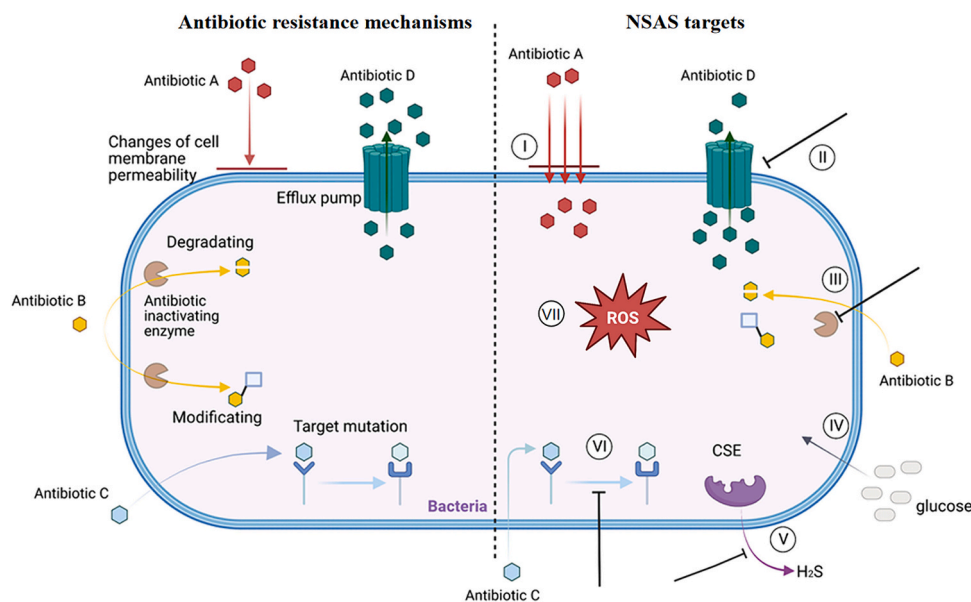 Antibiotic resistance mechanisms
NSAS targets
Antibiotic A
Antibiotic D
Changes of cell
membrane
permeability
Efflux pump
Degradating
Antibiotic B
Antibiotic
inactivating
enzyme
Modificating
Target mutation
Antibiotic C
Bacteria
Antibiotic A
Antibiotic D
I
II
III
VII
ROS
Antibiotic B
IV
VI
CSE
glucose
V
H₂S
Antibiotic C